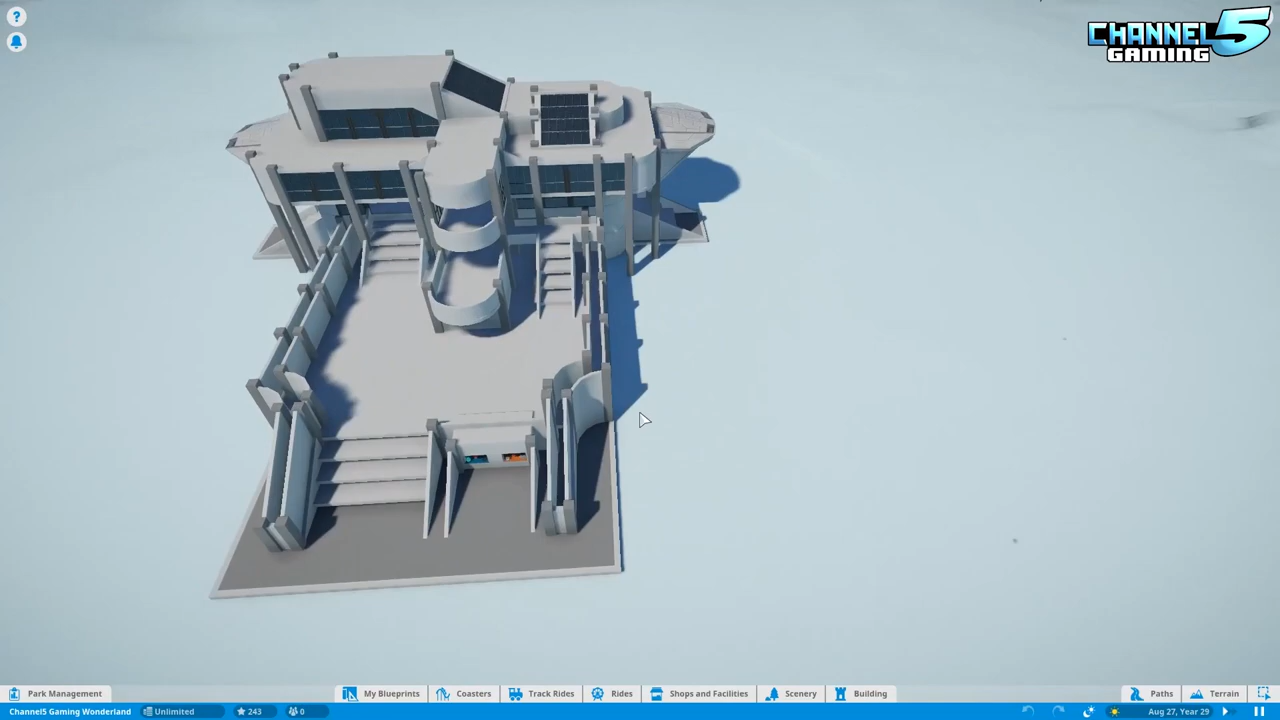 ?
CHANNEL 5
GAMING
Park Management
My Blueprints
Coasters
Track Rides
Rides
Shops and Facilities
Scenery
Building
Paths
Terrain
Channel5 Gaming Wonderland
Unlimited
243
0
Aug 27, Year 29